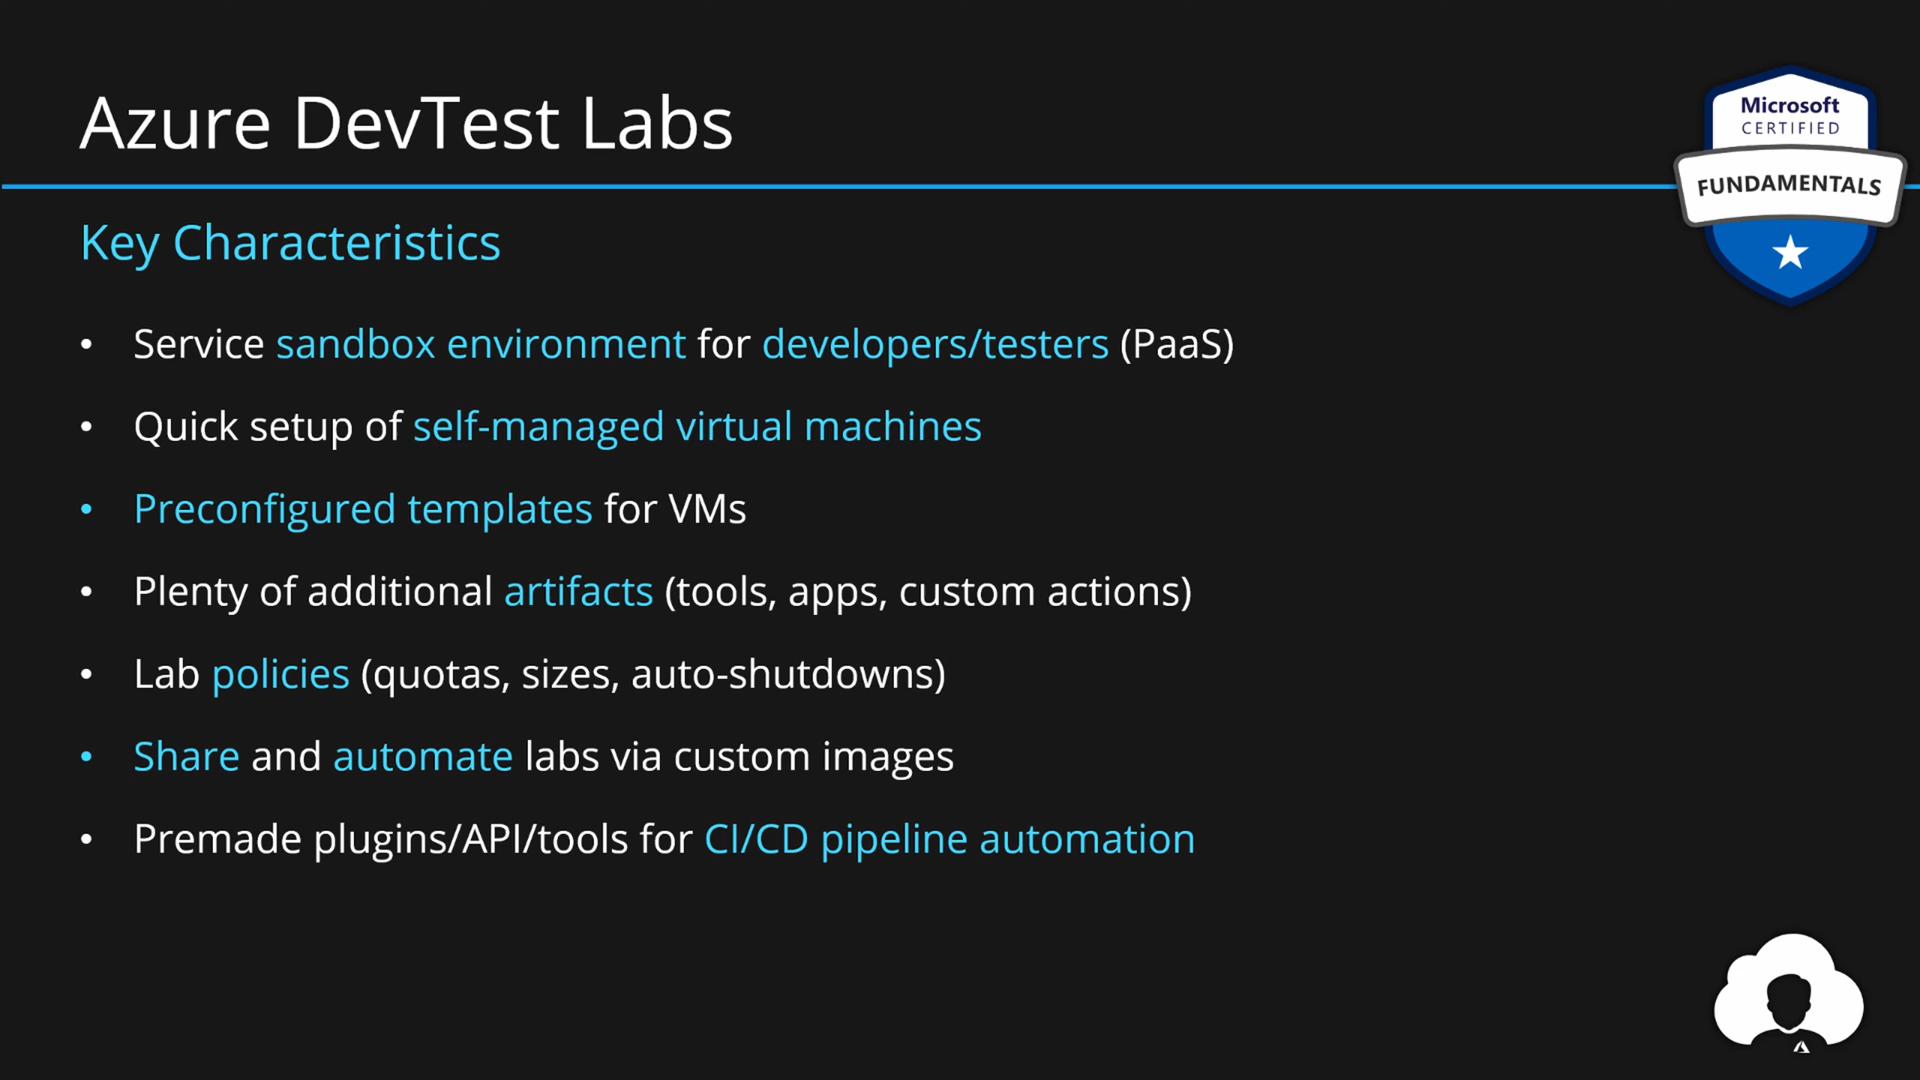 Azure DevTest Labs
Microsoft
CERTIFIED
FUNDAMENTALS
Key Characteristics
• Service sandbox environment for developers/testers (PaaS)
• Quick setup of self-managed virtual machines
• Preconfigured templates for VMs
• Plenty of additional artifacts (tools, apps, custom actions)
• Lab policies (quotas, sizes, auto-shutdowns)
• Share and automate labs via custom images
• Premade plugins/API/tools for CI/CD pipeline automation